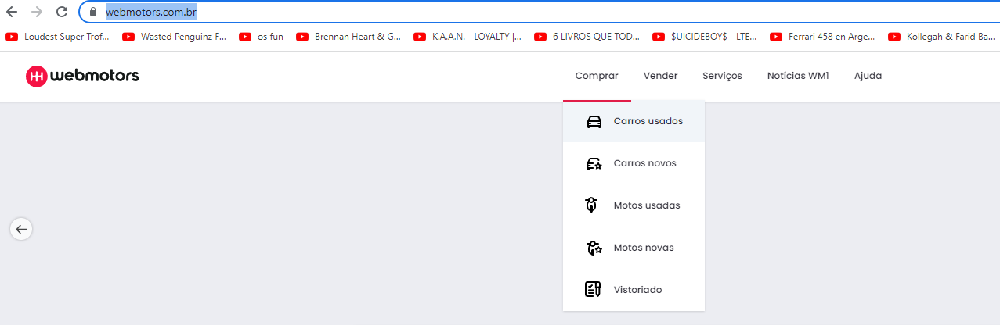 webmotors.com.br
Loudest Super Trof... Wasted Penguinz F... os fun Brennan Heart & G... K.A.A.N. - LOYALTY |... 6 LIVROS QUE TOD... $UICIDEBOY$ - LTE... Ferrari 458 en Arge... Kollegah & Farid Ba...
webmotors Comprar Vender Serviços Notícias WM1 Ajuda
Carros usados
Carros novos
Motos usadas
Motos novas
Vistoriado